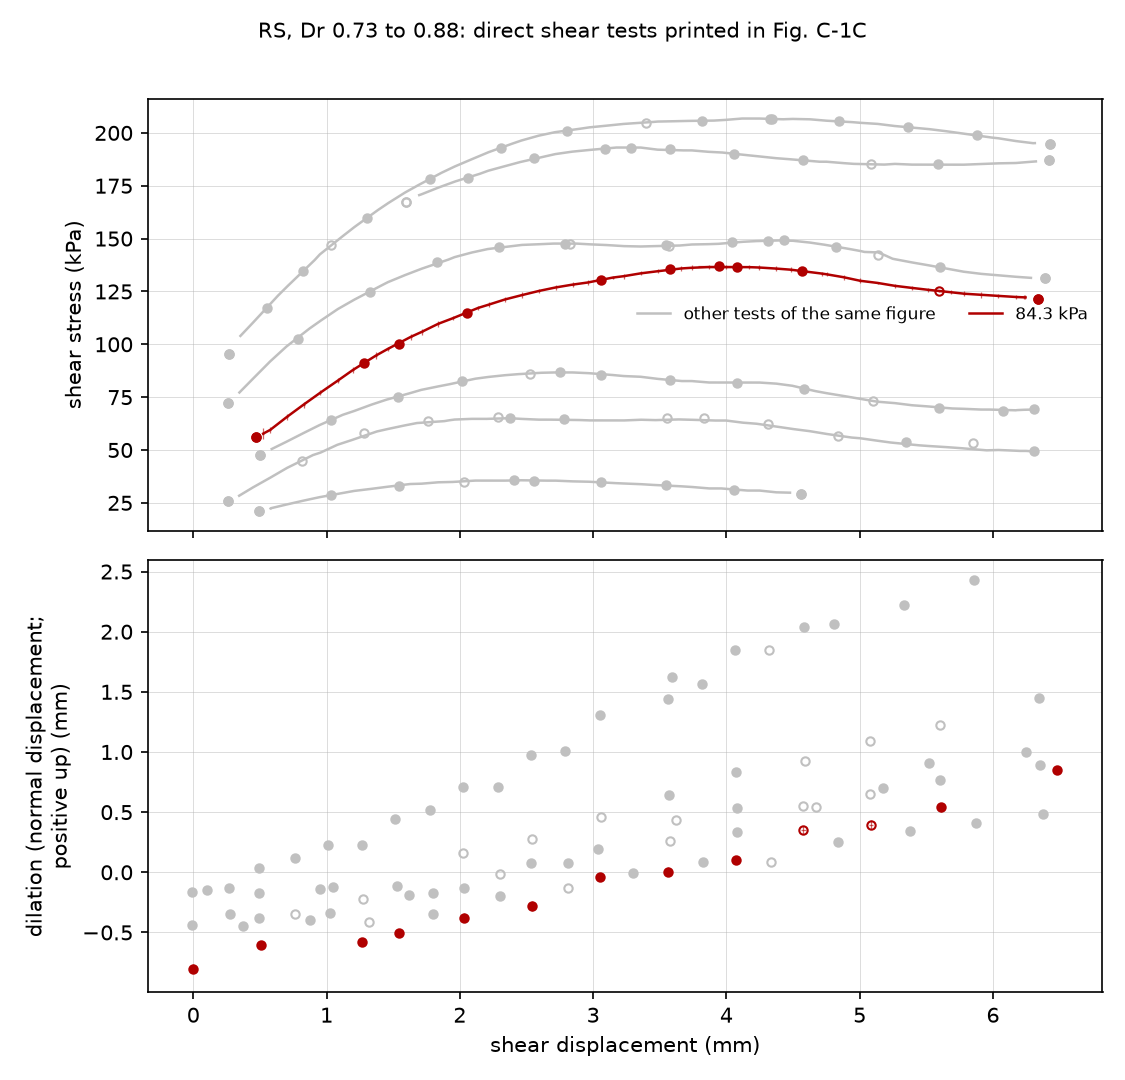 RS, Dr 0.73 to 0.88: direct shear tests printed in Fig. C-1C
200
175
150
125
100
75
50
25
shear stress (kPa)
other tests of the same figure
84.3 kPa
2.5
2.0
1.5
1.0
0.5
0.0
−0.5
dilation (normal displacement;
positive up) (mm)
0 1 2 3 4 5 6
shear displacement (mm)